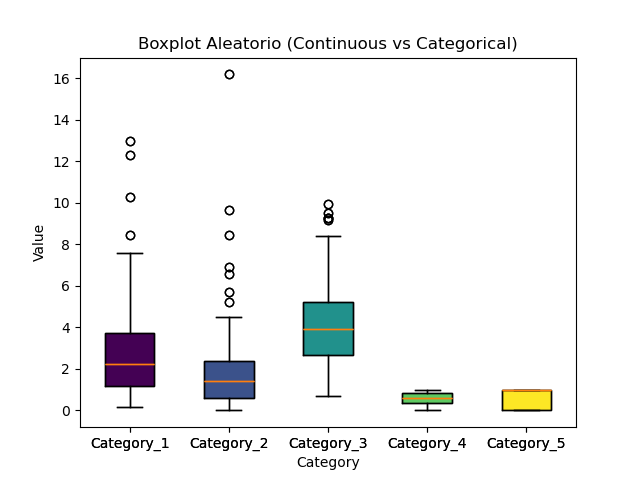 Boxplot Aleatorio (Continuous vs Categorical)
16
14
12
10
8
6
4
2
0
Value
Category_1 Category_2 Category_3 Category_4 Category_5
Category